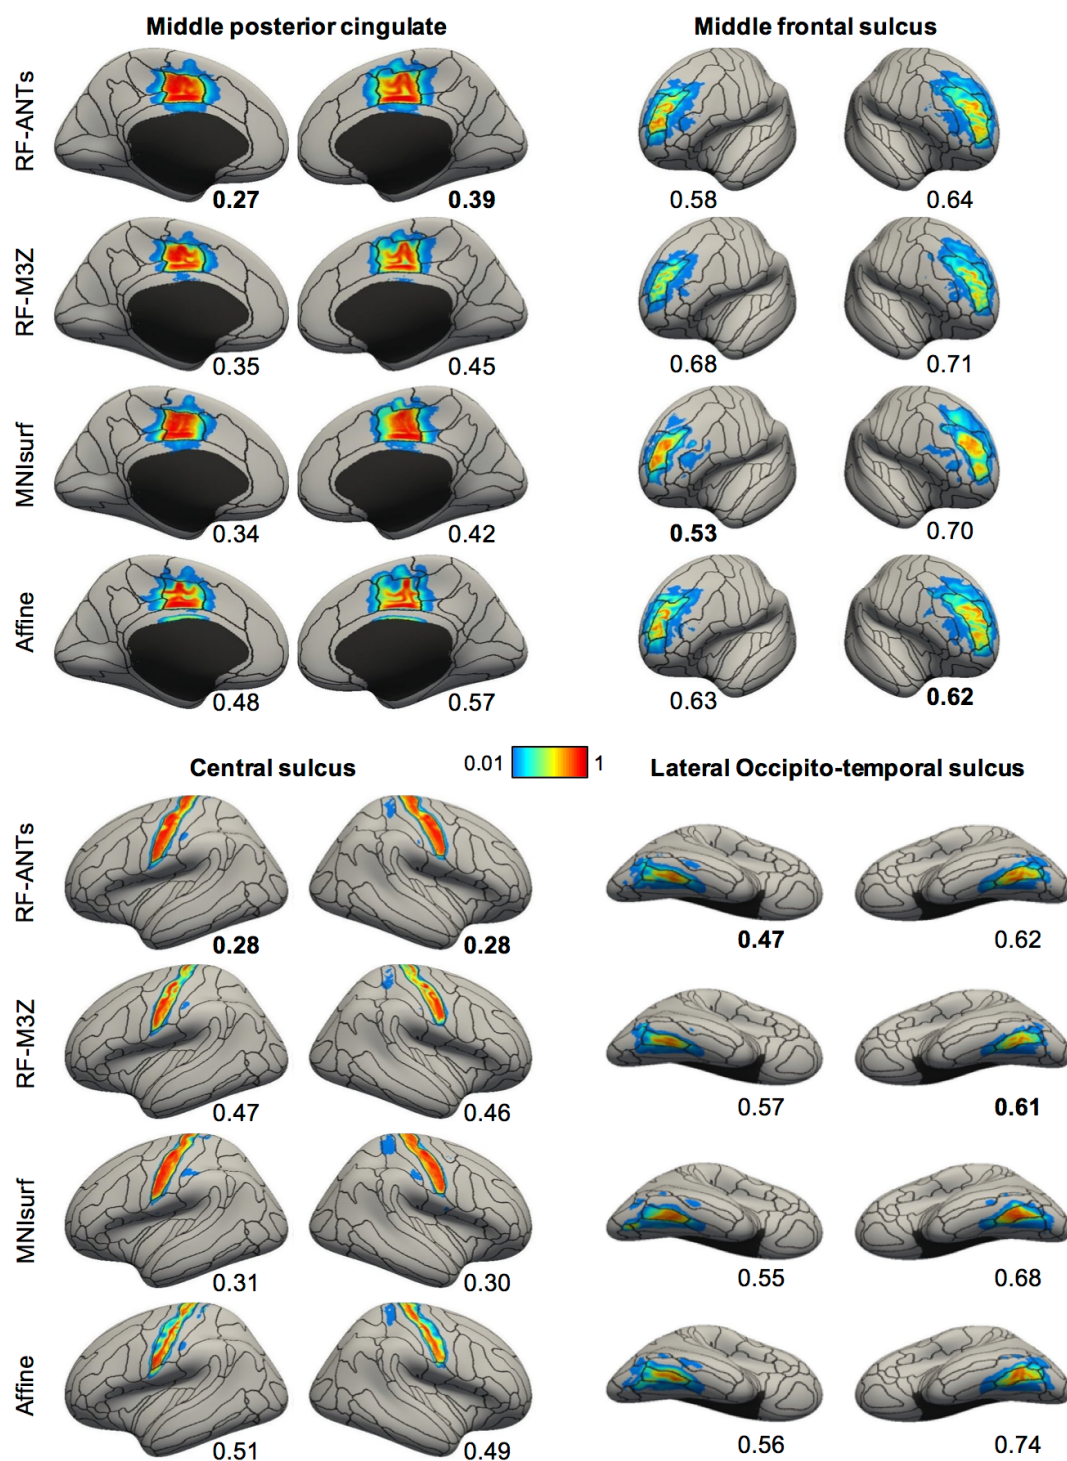 Middle posterior cingulate Middle frontal sulcus
RF-ANTs
0.27 0.39 0.58 0.64
RF-M3Z
0.35 0.45 0.68 0.71
MNIsurf
0.34 0.42 0.53 0.70
Affine
0.48 0.57 0.63 0.62
Central sulcus 0.01 1 Lateral Occipito-temporal sulcus
RF-ANTs
0.28 0.28 0.47 0.62
RF-M3Z
0.47 0.46 0.57 0.61
MNIsurf
0.31 0.30 0.55 0.68
Affine
0.51 0.49 0.56 0.74